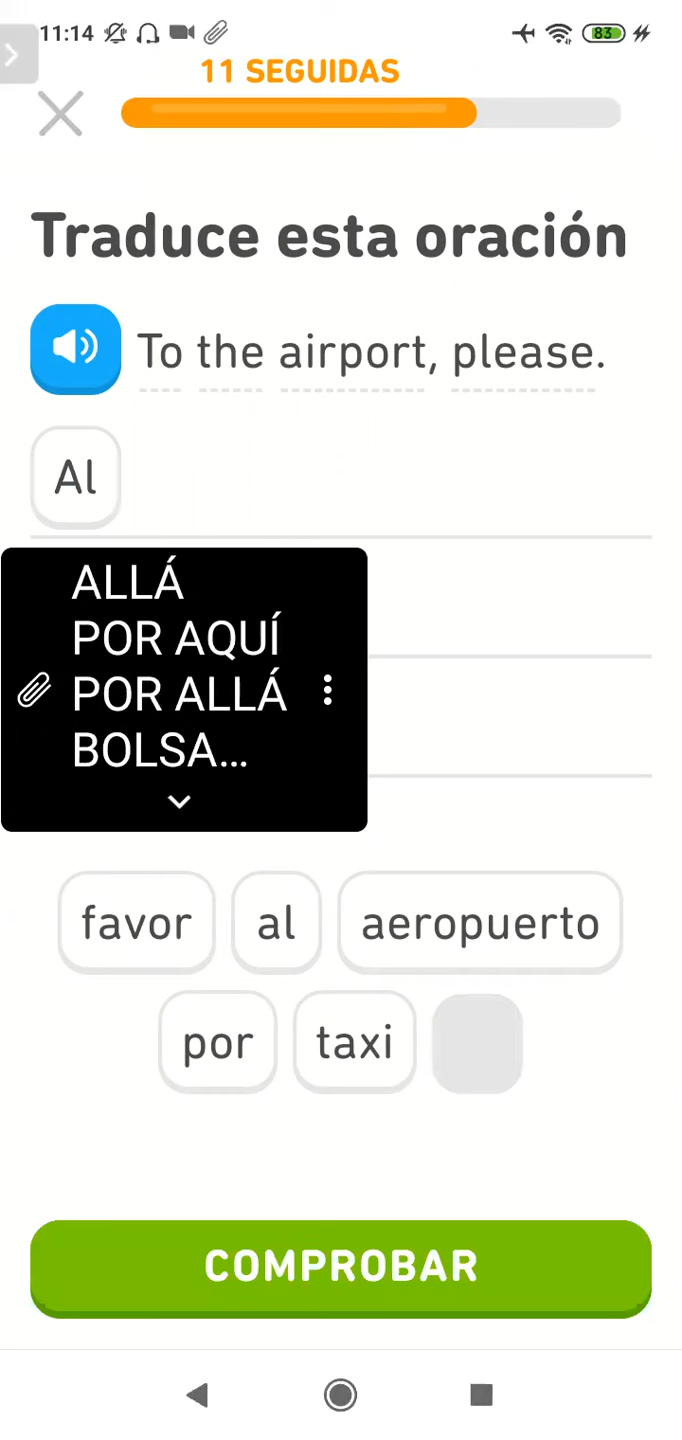 11:14
83
11 SEGUIDAS
Traduce esta oración
To the airport, please.
Al
ALLÁ
POR AQUÍ
POR ALLÁ
BOLSA...
favor al aeropuerto
por taxi
COMPROBAR